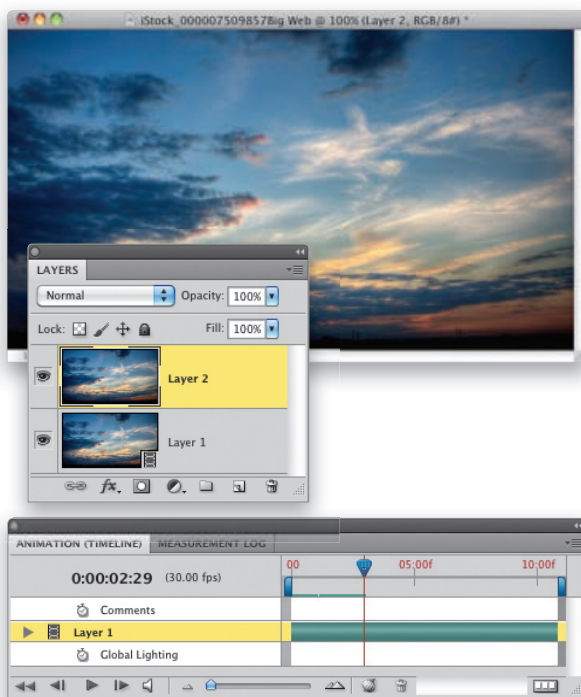 iStock_000007509857Big Web @ 100% (Layer 2, RGB/8#) *
LAYERS
Normal
Opacity: 100%
Lock:
Fill: 100%
Layer 2
Layer 1
fx.
ANIMATION (TIMELINE) MEASUREMENT LOG
0:00:02:29 (30.00 fps)
00 05:00f 10:00f
Comments
Layer 1
Global Lighting